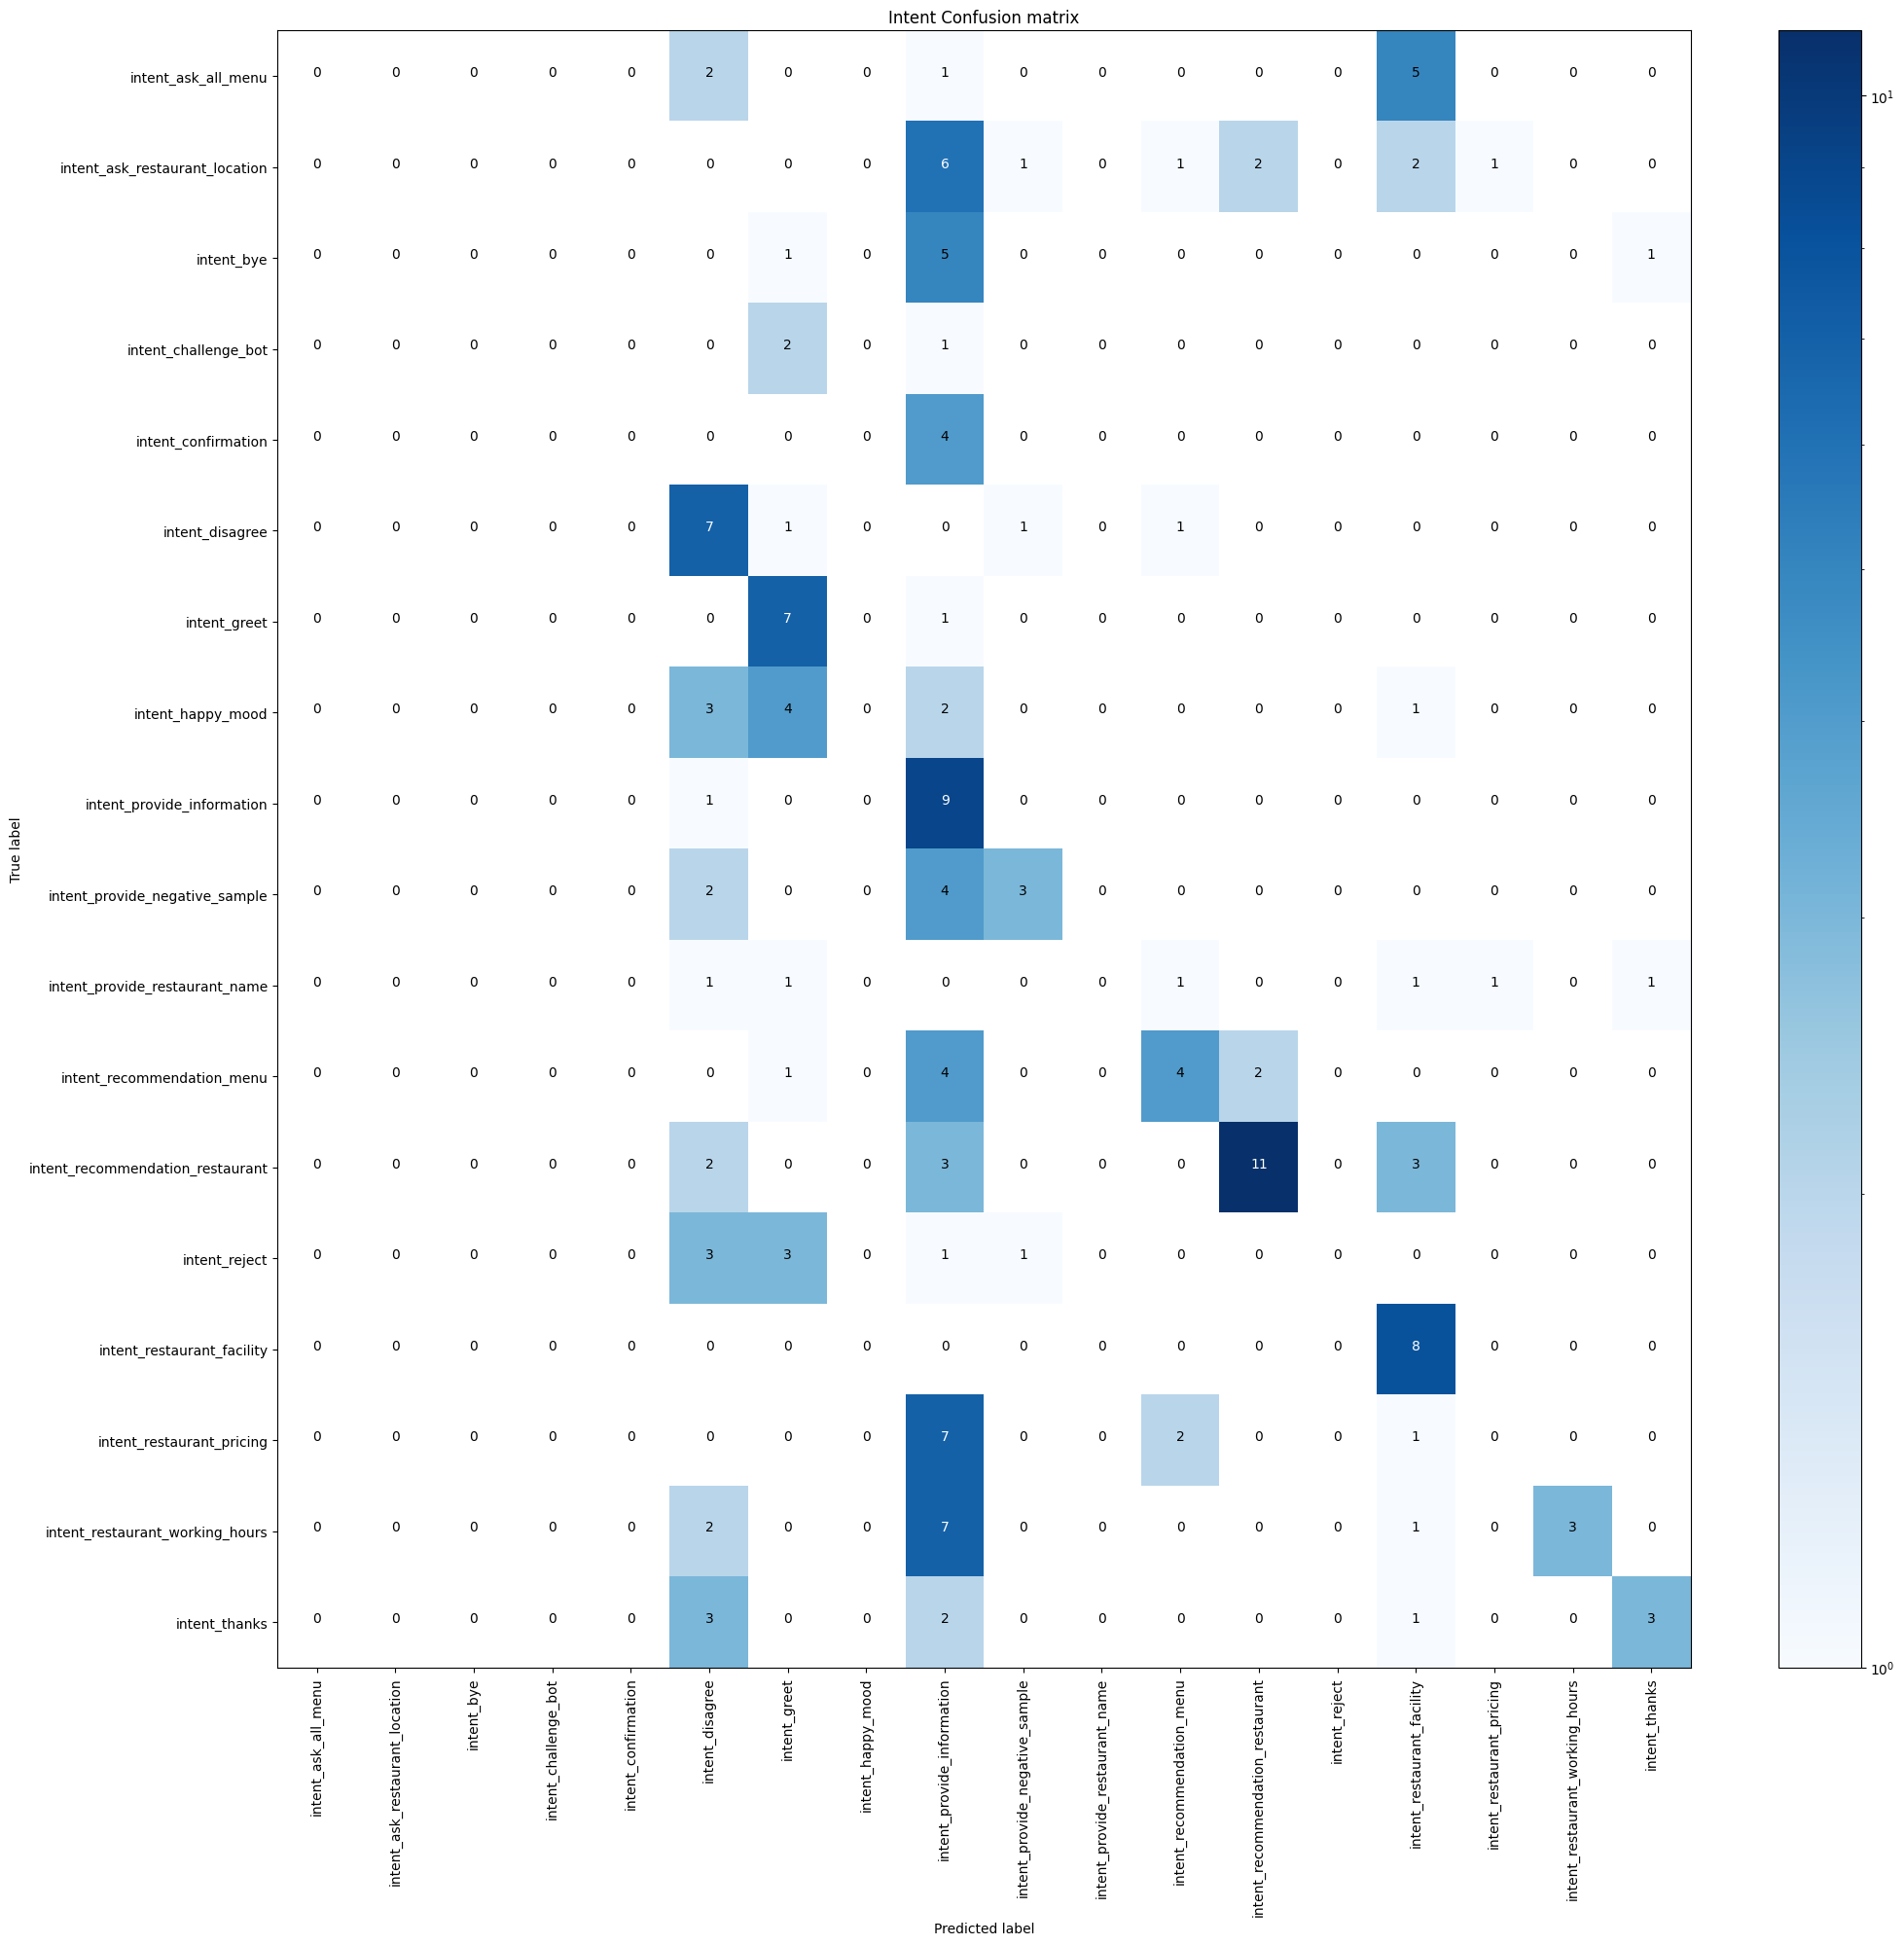 Intent Confusion matrix
intent_ask_all_menu 0 0 0 0 0 2 0 0 1 0 0 0 0 0 5 0 0 0
intent_ask_restaurant_location 0 0 0 0 0 0 0 0 6 1 0 1 2 0 2 1 0 0
intent_bye 0 0 0 0 0 0 1 0 5 0 0 0 0 0 0 0 0 1
intent_challenge_bot 0 0 0 0 0 0 2 0 1 0 0 0 0 0 0 0 0 0
intent_confirmation 0 0 0 0 0 0 0 0 4 0 0 0 0 0 0 0 0 0
intent_disagree 0 0 0 0 0 7 1 0 0 1 0 1 0 0 0 0 0 0
intent_greet 0 0 0 0 0 0 7 0 1 0 0 0 0 0 0 0 0 0
intent_happy_mood 0 0 0 0 0 3 4 0 2 0 0 0 0 0 1 0 0 0
intent_provide_information 0 0 0 0 0 1 0 0 9 0 0 0 0 0 0 0 0 0
intent_provide_negative_sample 0 0 0 0 0 2 0 0 4 3 0 0 0 0 0 0 0 0
intent_provide_restaurant_name 0 0 0 0 0 1 1 0 0 0 0 1 0 0 1 1 0 1
intent_recommendation_menu 0 0 0 0 0 0 1 0 4 0 0 4 2 0 0 0 0 0
intent_recommendation_restaurant 0 0 0 0 0 2 0 0 3 0 0 0 11 0 3 0 0 0
intent_reject 0 0 0 0 0 3 3 0 1 1 0 0 0 0 0 0 0 0
intent_restaurant_facility 0 0 0 0 0 0 0 0 0 0 0 0 0 0 8 0 0 0
intent_restaurant_pricing 0 0 0 0 0 0 0 0 7 0 0 2 0 0 1 0 0 0
intent_restaurant_working_hours 0 0 0 0 0 2 0 0 7 0 0 0 0 0 1 0 3 0
intent_thanks 0 0 0 0 0 3 0 0 2 0 0 0 0 0 1 0 0 3
True label
intent_ask_all_menu
intent_ask_restaurant_location
intent_bye
intent_challenge_bot
intent_confirmation
intent_disagree
intent_greet
intent_happy_mood
intent_provide_information
intent_provide_negative_sample
intent_provide_restaurant_name
intent_recommendation_menu
intent_recommendation_restaurant
intent_reject
intent_restaurant_facility
intent_restaurant_pricing
intent_restaurant_working_hours
intent_thanks
Predicted label
10¹
10⁰